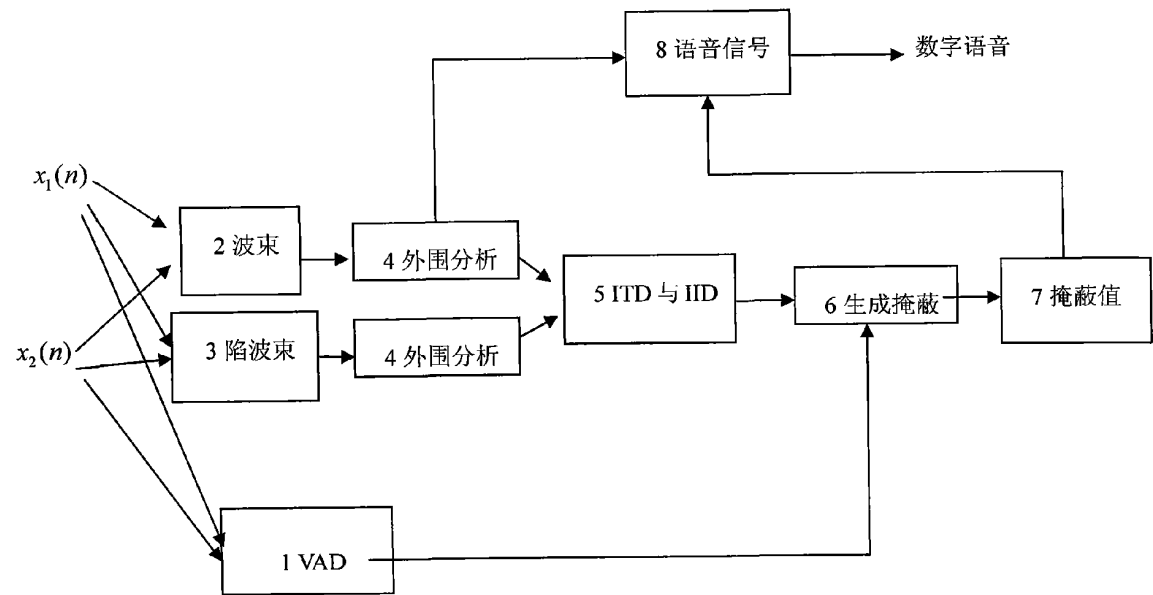 8 语音信号
数字语音
x₁(n)
2 波束
4 外围分析
5 ITD 与 IID
6 生成掩蔽
7 掩蔽值
x₂(n)
3 陷波束
4 外围分析
1 VAD